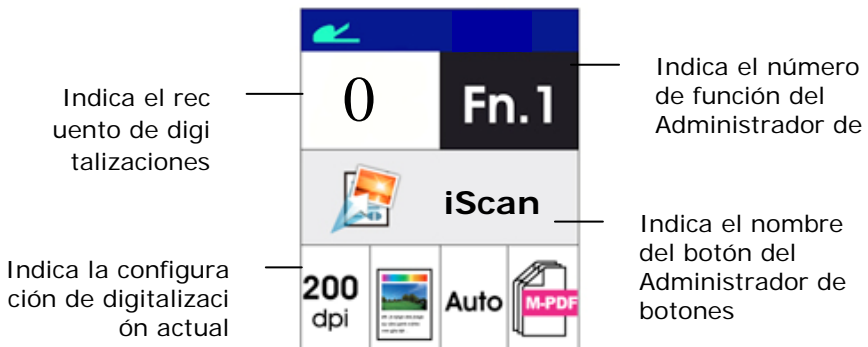 Indica el rec
uento de digi
talizaciones
0
Fn.1
Indica el número
de función del
Administrador de
iScan
Indica el nombre
del botón del
Administrador de
botones
Indica la configura
ción de digitalizaci
ón actual
200
dpi
Auto
M-PDF